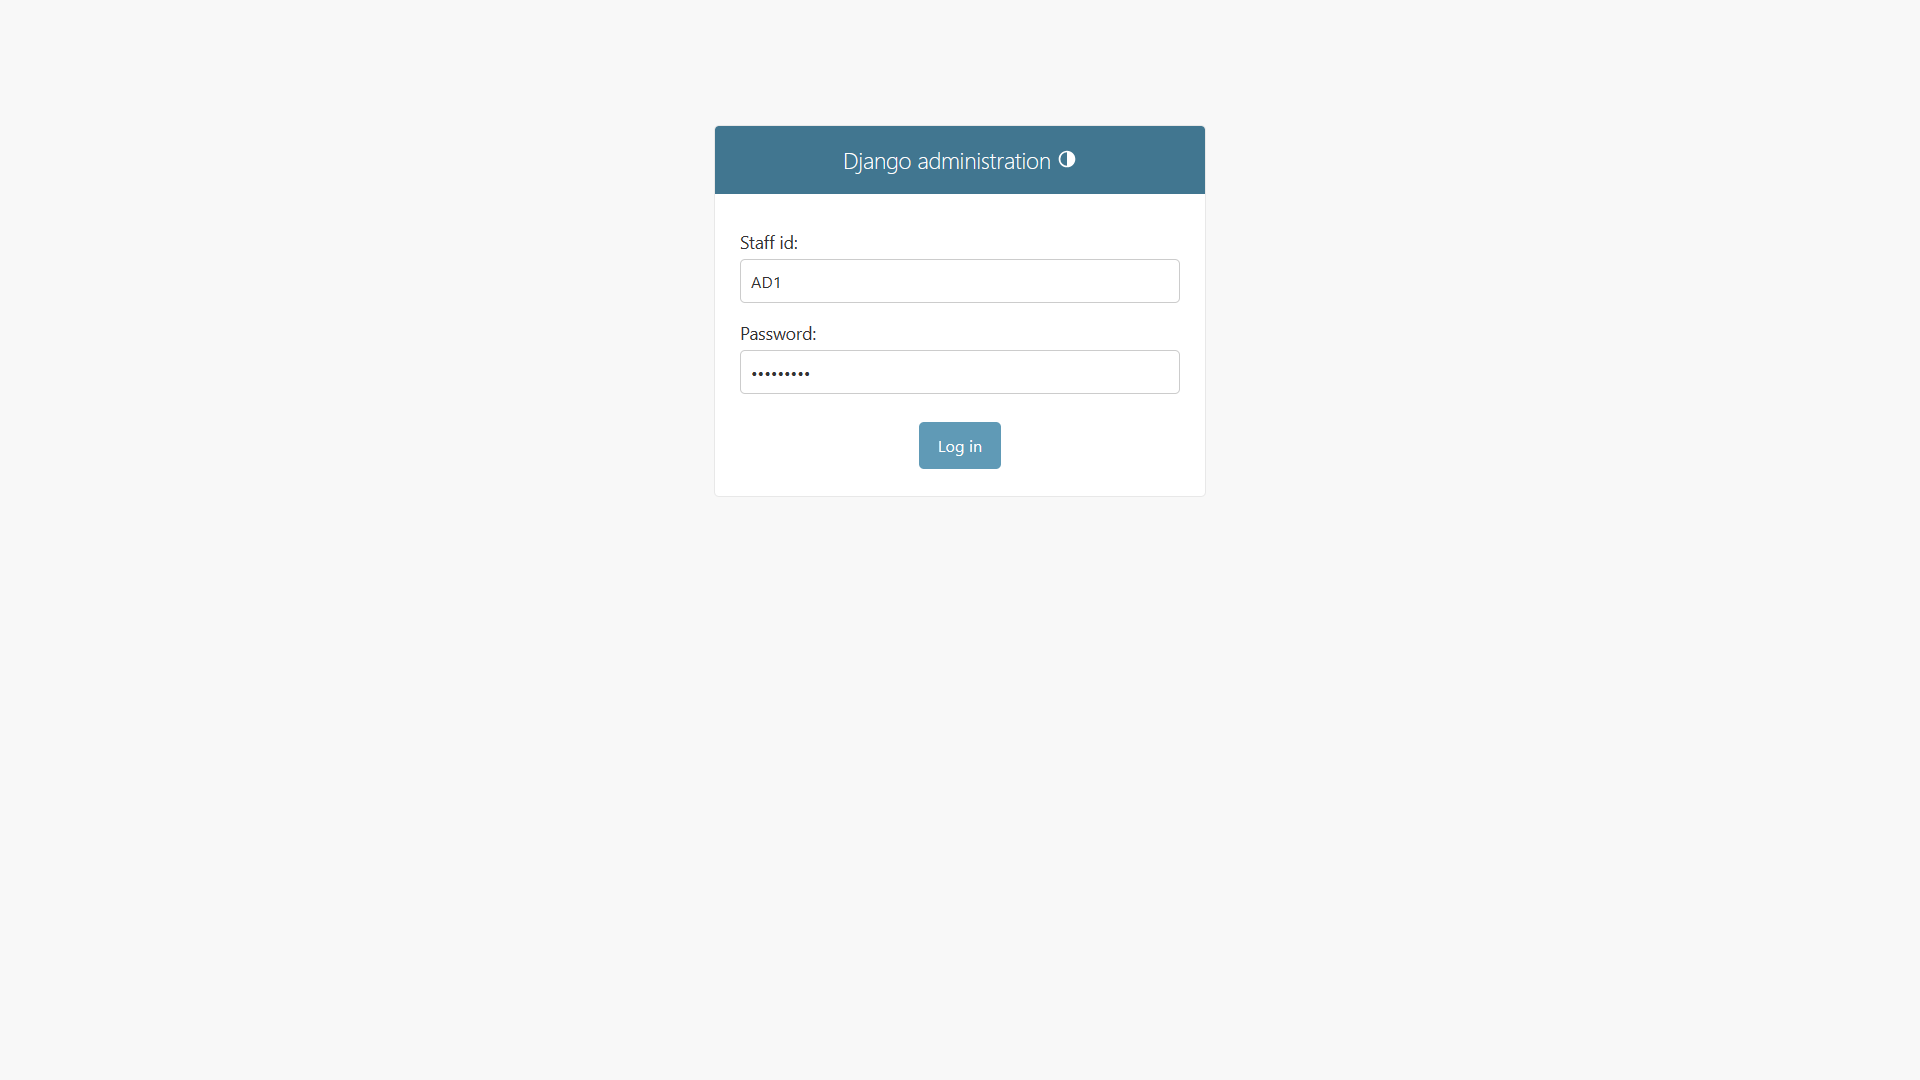 Django administration
Staff id:
AD1
Password:
•••••••••
Log in